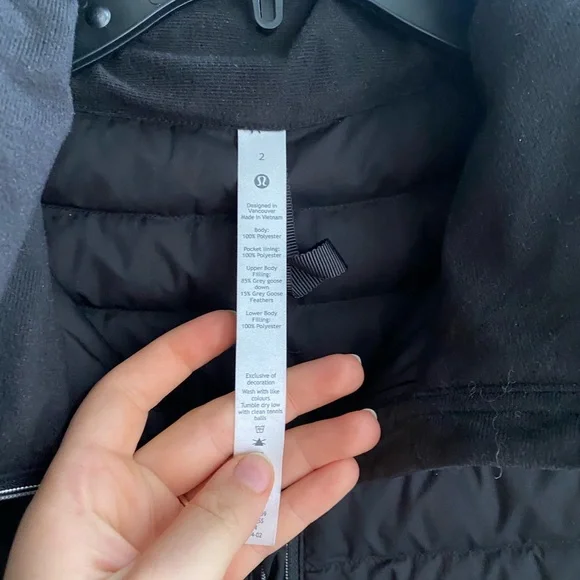 2
Designed in
Vancouver
Made in Vietnam
Body:
100% Polyester
Pocket lining:
100% Polyester
Upper Body
Filling:
85% Grey goose
down
15% Grey Goose
Feathers
Lower Body
Filling:
100% Polyester
Exclusive of
decoration
Wash with like
colours
Tumble dry low
with clean tennis
balls